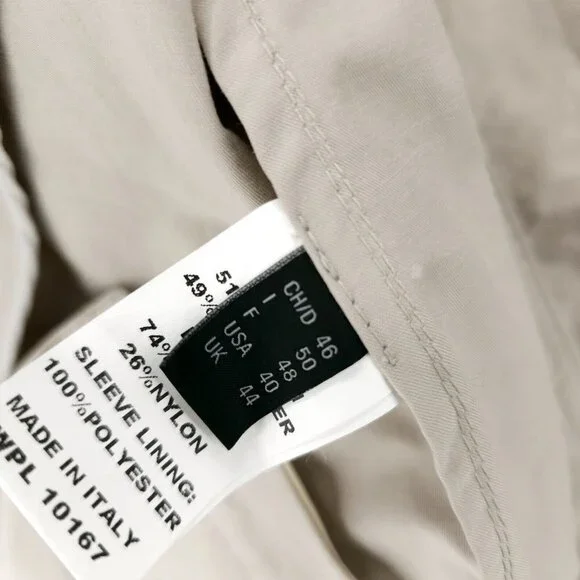 CH/D 46
I 50
F 48
USA 40
UK 44
51
49%
74%
26%NYLON
SLEEVE LINING:
100%POLYESTER
MADE IN ITALY
WPL 10167